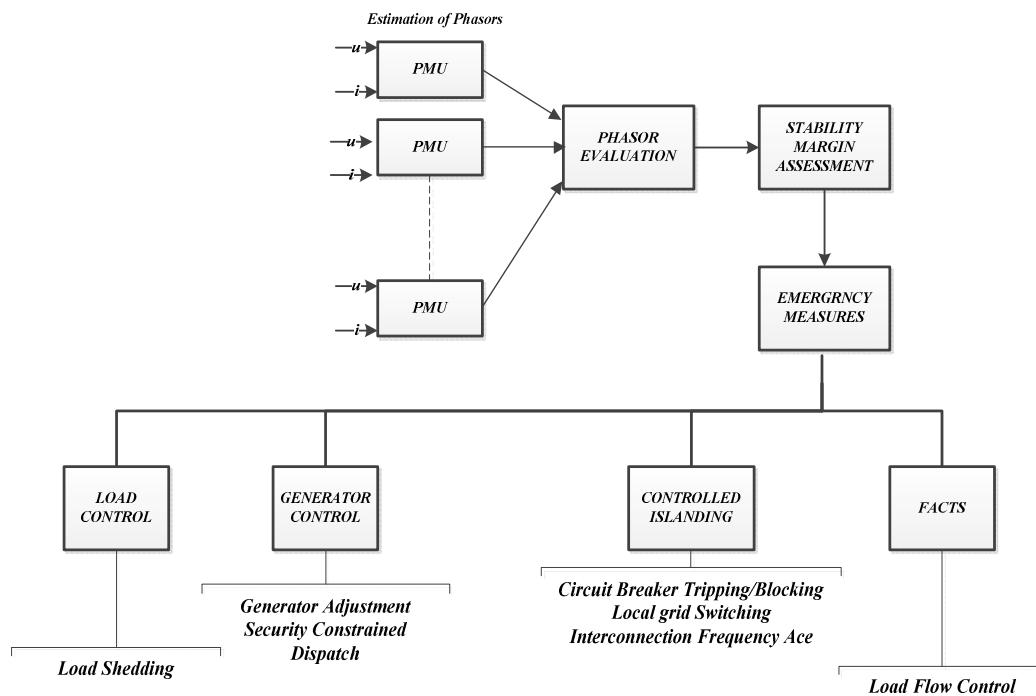 Estimation of Phasors
u
PMU
i
u
PMU
i
PHASOR
EVALUATION
STABILITY
MARGIN
ASSESSMENT
u
PMU
i
EMERGRNCY
MEASURES
LOAD
CONTROL
GENERATOR
CONTROL
CONTROLLED
ISLANDING
FACTS
Generator Adjustment
Security Constrained
Dispatch
Circuit Breaker Tripping/Blocking
Local grid Switching
Interconnection Frequency Ace
Load Shedding
Load Flow Control